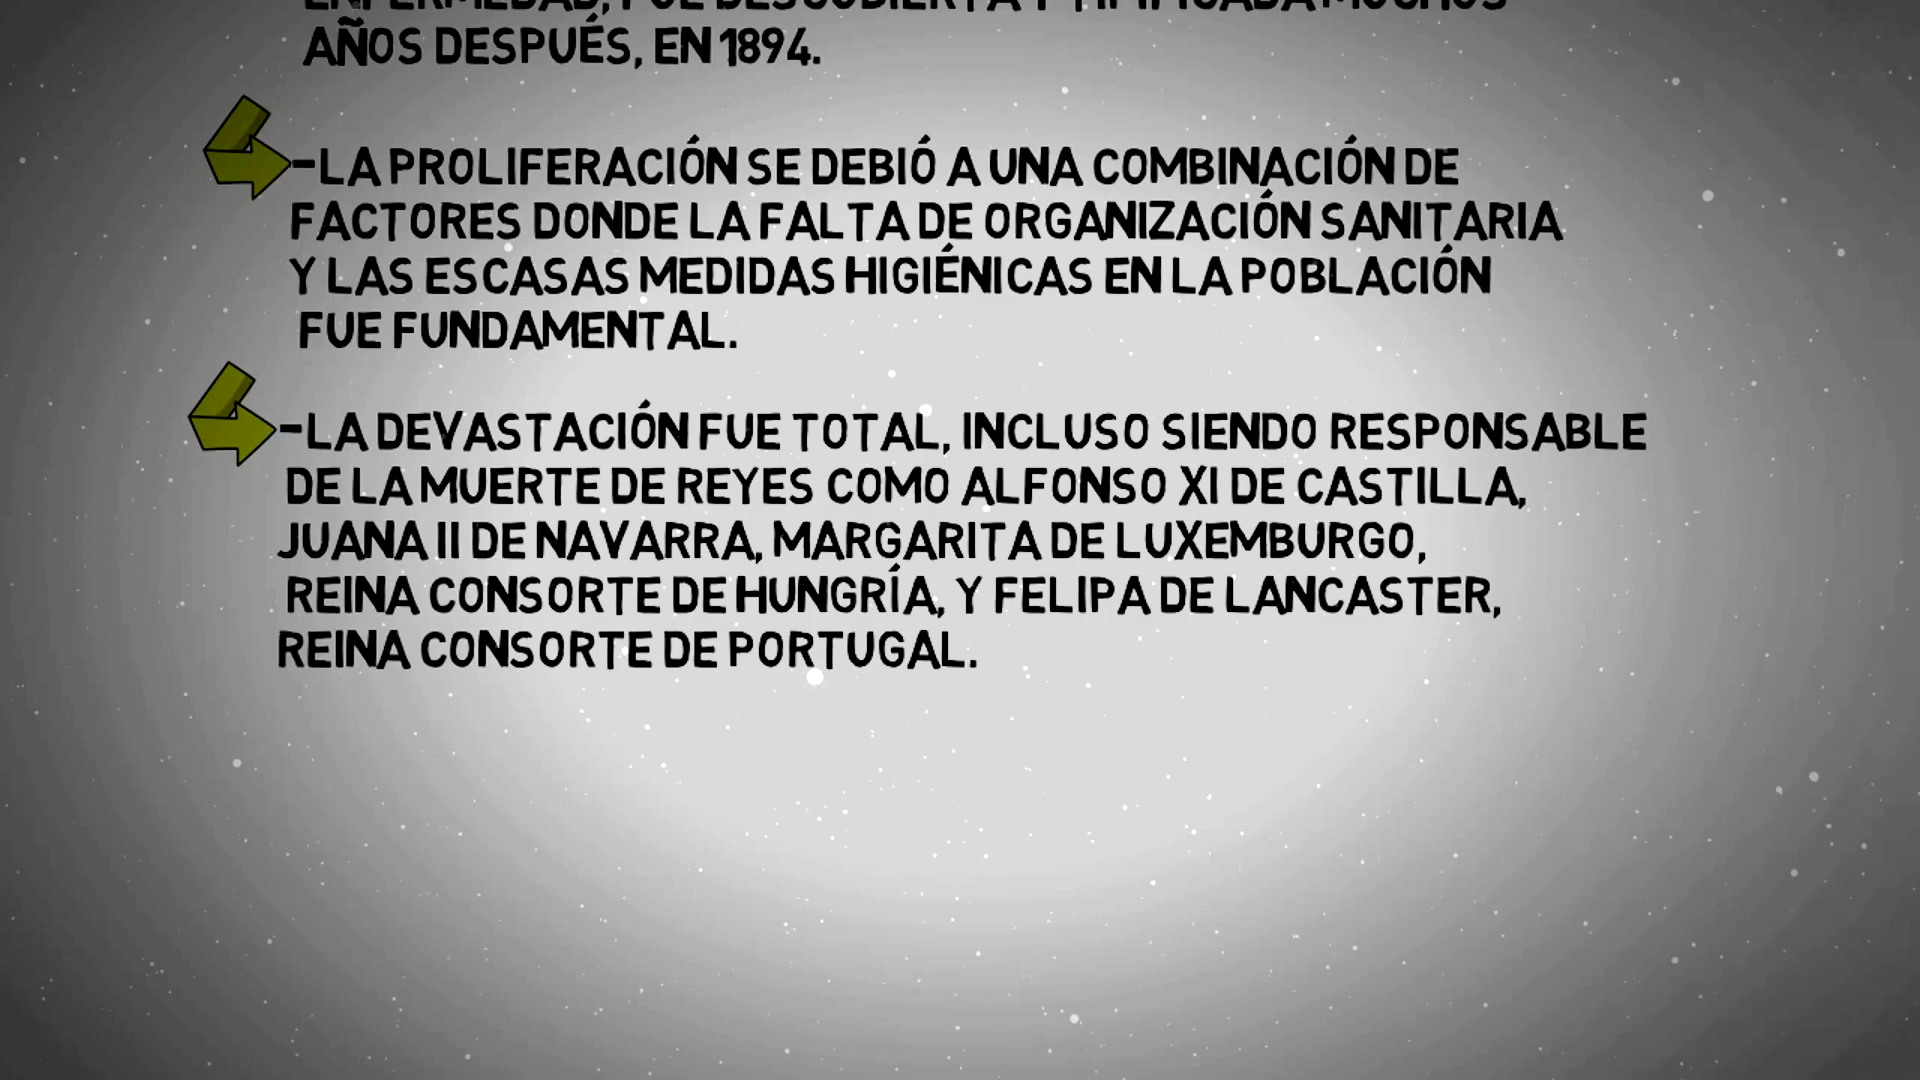 AÑOS DESPUÉS, EN 1894.
-LA PROLIFERACIÓN SE DEBIÓ A UNA COMBINACIÓN DE
FACTORES DONDE LA FALTA DE ORGANIZACIÓN SANITARIA
Y LAS ESCASAS MEDIDAS HIGIÉNICAS EN LA POBLACIÓN
FUE FUNDAMENTAL.
-LA DEVASTACIÓN FUE TOTAL, INCLUSO SIENDO RESPONSABLE
DE LA MUERTE DE REYES COMO ALFONSO XI DE CASTILLA,
JUANA II DE NAVARRA, MARGARITA DE LUXEMBURGO,
REINA CONSORTE DE HUNGRÍA, Y FELIPA DE LANCASTER,
REINA CONSORTE DE PORTUGAL.